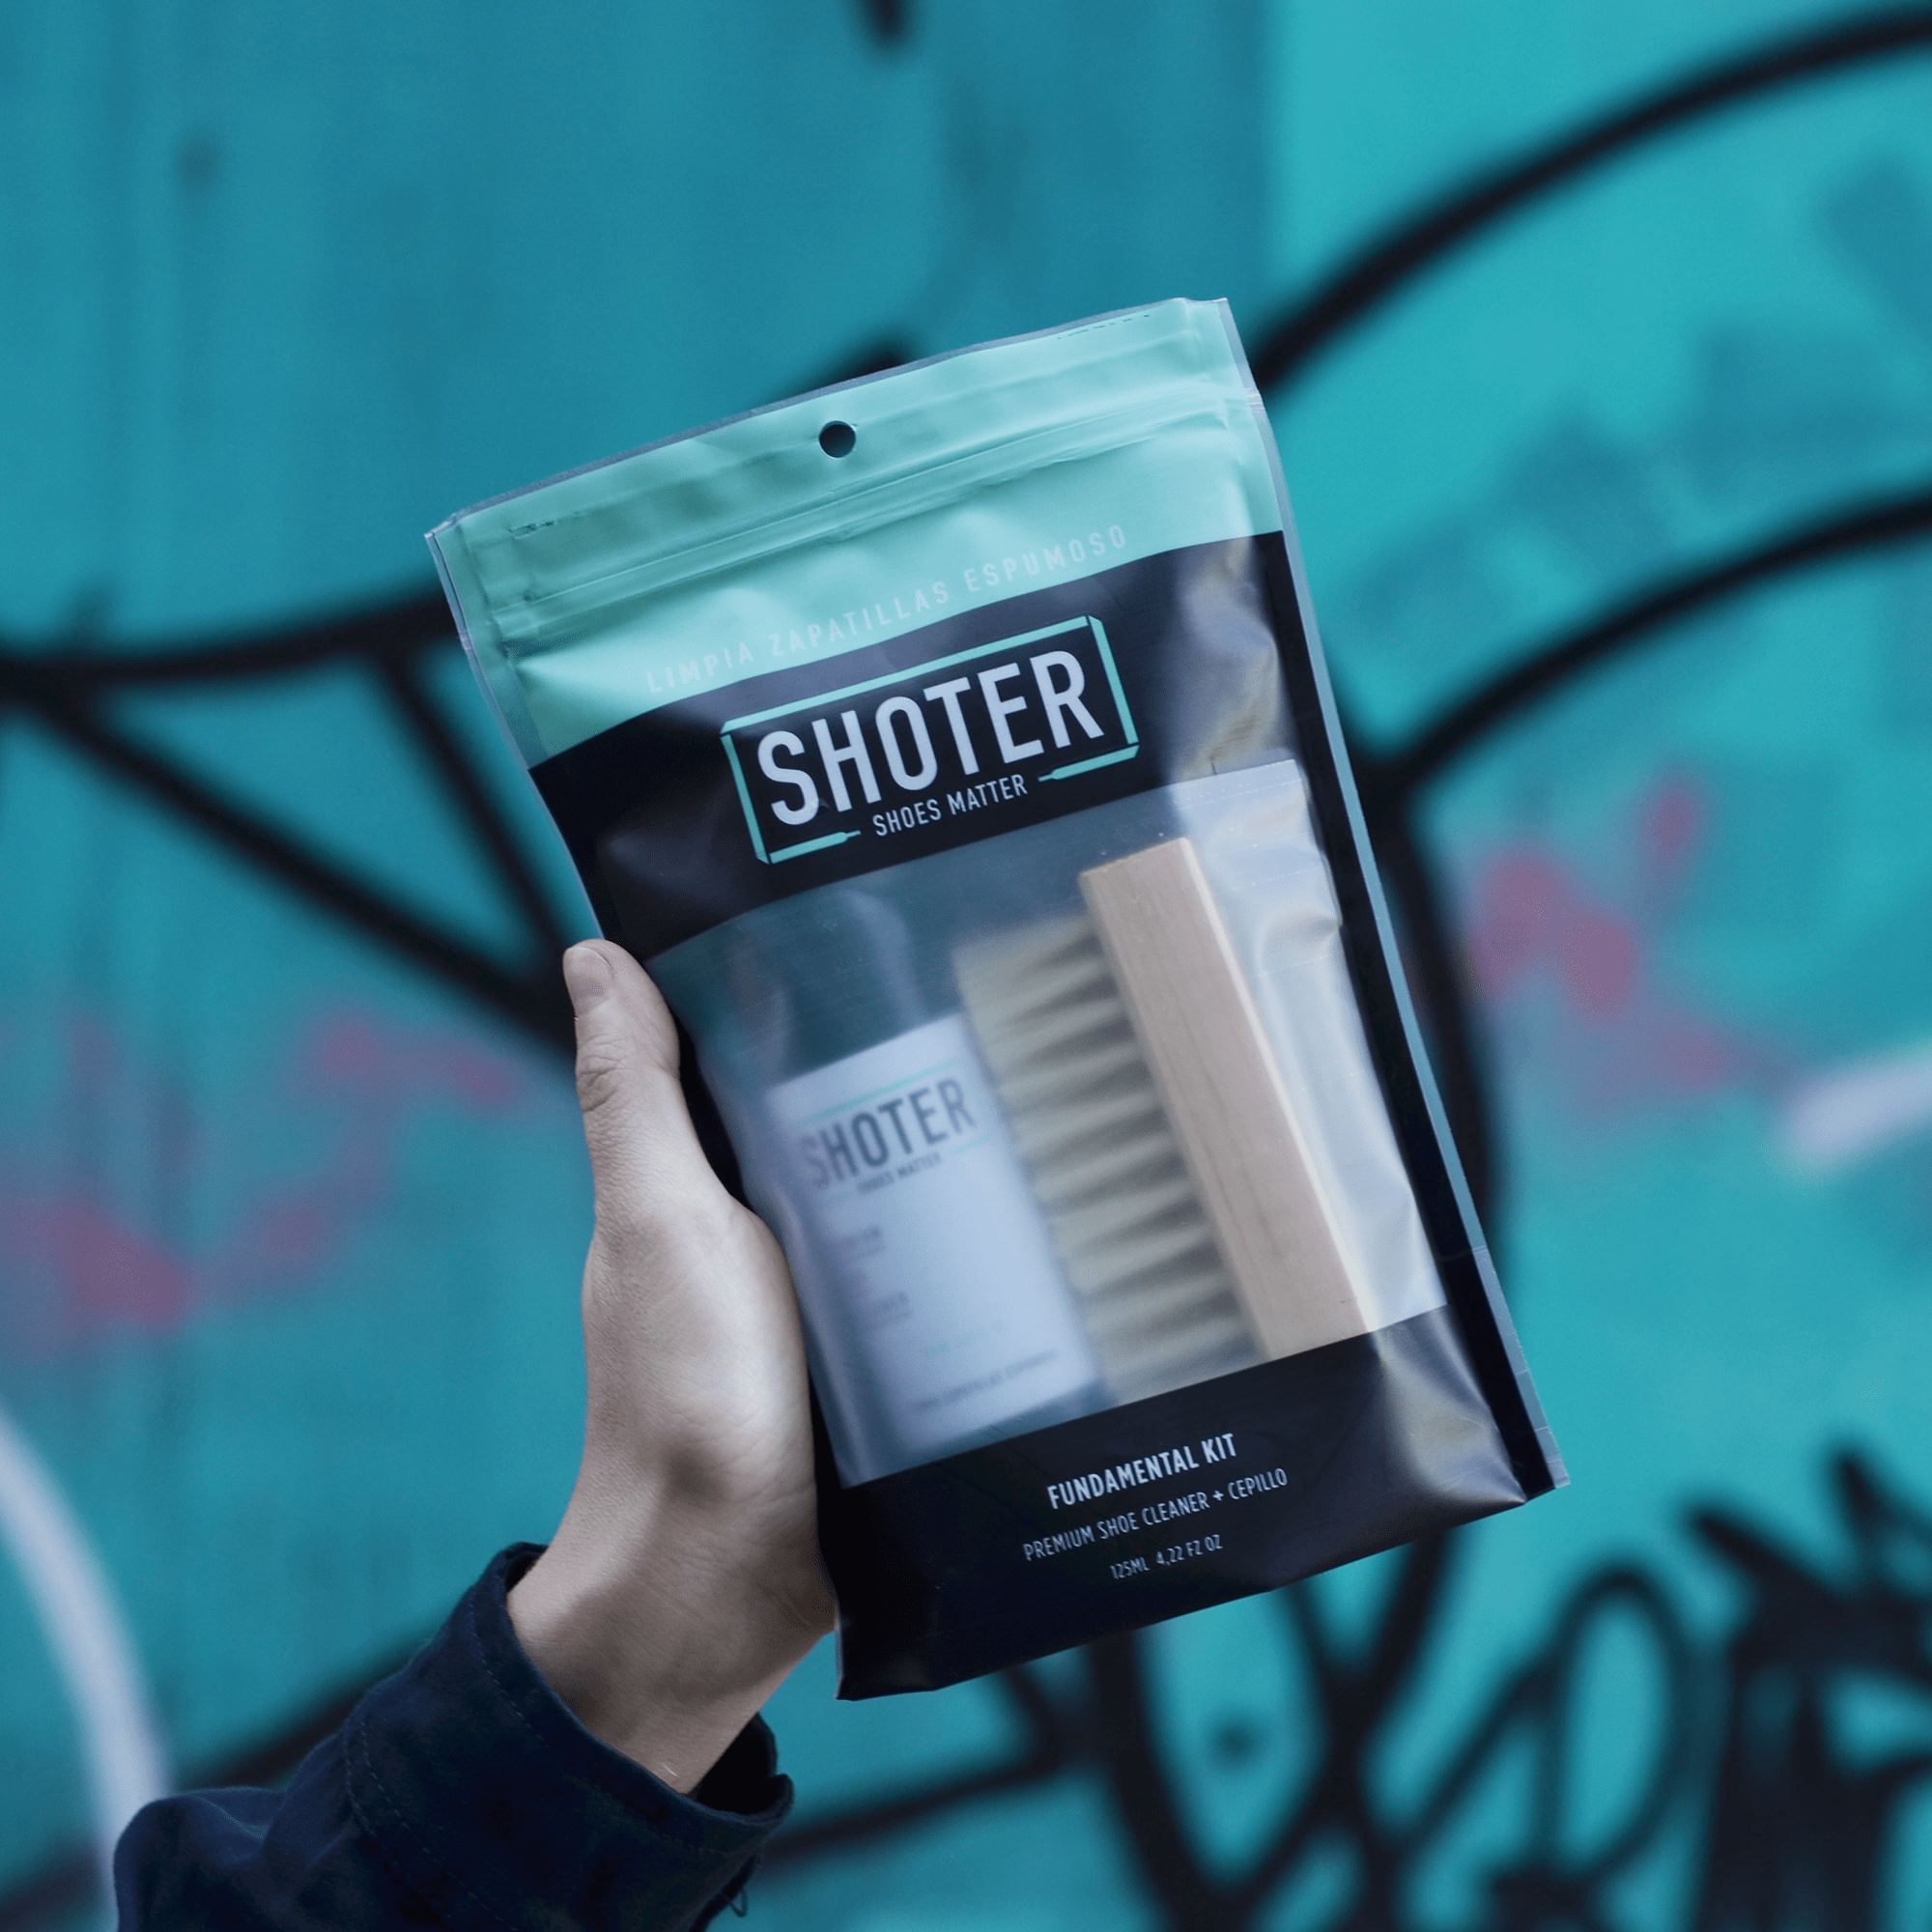 LIMPIA ZAPATILLAS ESPUMOSO
SHOTER
SHOES MATTER
SHOTER
SHOES MATTER
FUNDAMENTAL KIT
PREMIUM SHOE CLEANER + CEPILLO
125ML 4,22 FZ OZ